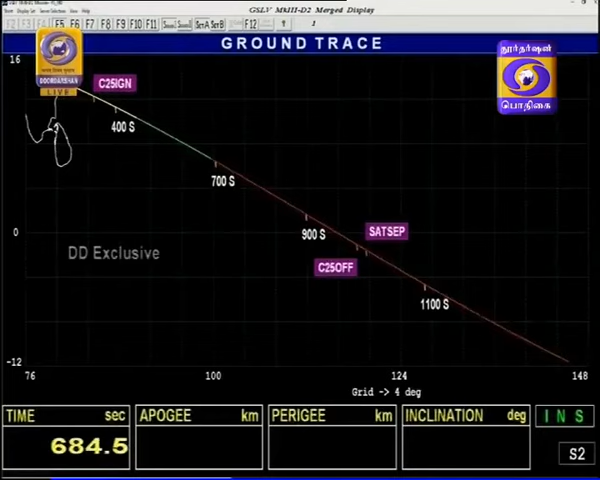 GSLV MkIII-D2 Merged Display
F5 F6 F7 F8 F9 F10 F11 SetA SetB F12
GROUND TRACE
16
DOORDARSHAN
LIVE
நூர்தர்ஷன்
பொதிகை
C25IGN
400 S
700 S
SATSEP
0
900 S
DD Exclusive
C25OFF
1100 S
-12
76
100
124
148
Grid -> 4 deg
TIME sec
APOGEE km
PERIGEE km
INCLINATION deg
I N S
684.5
S2